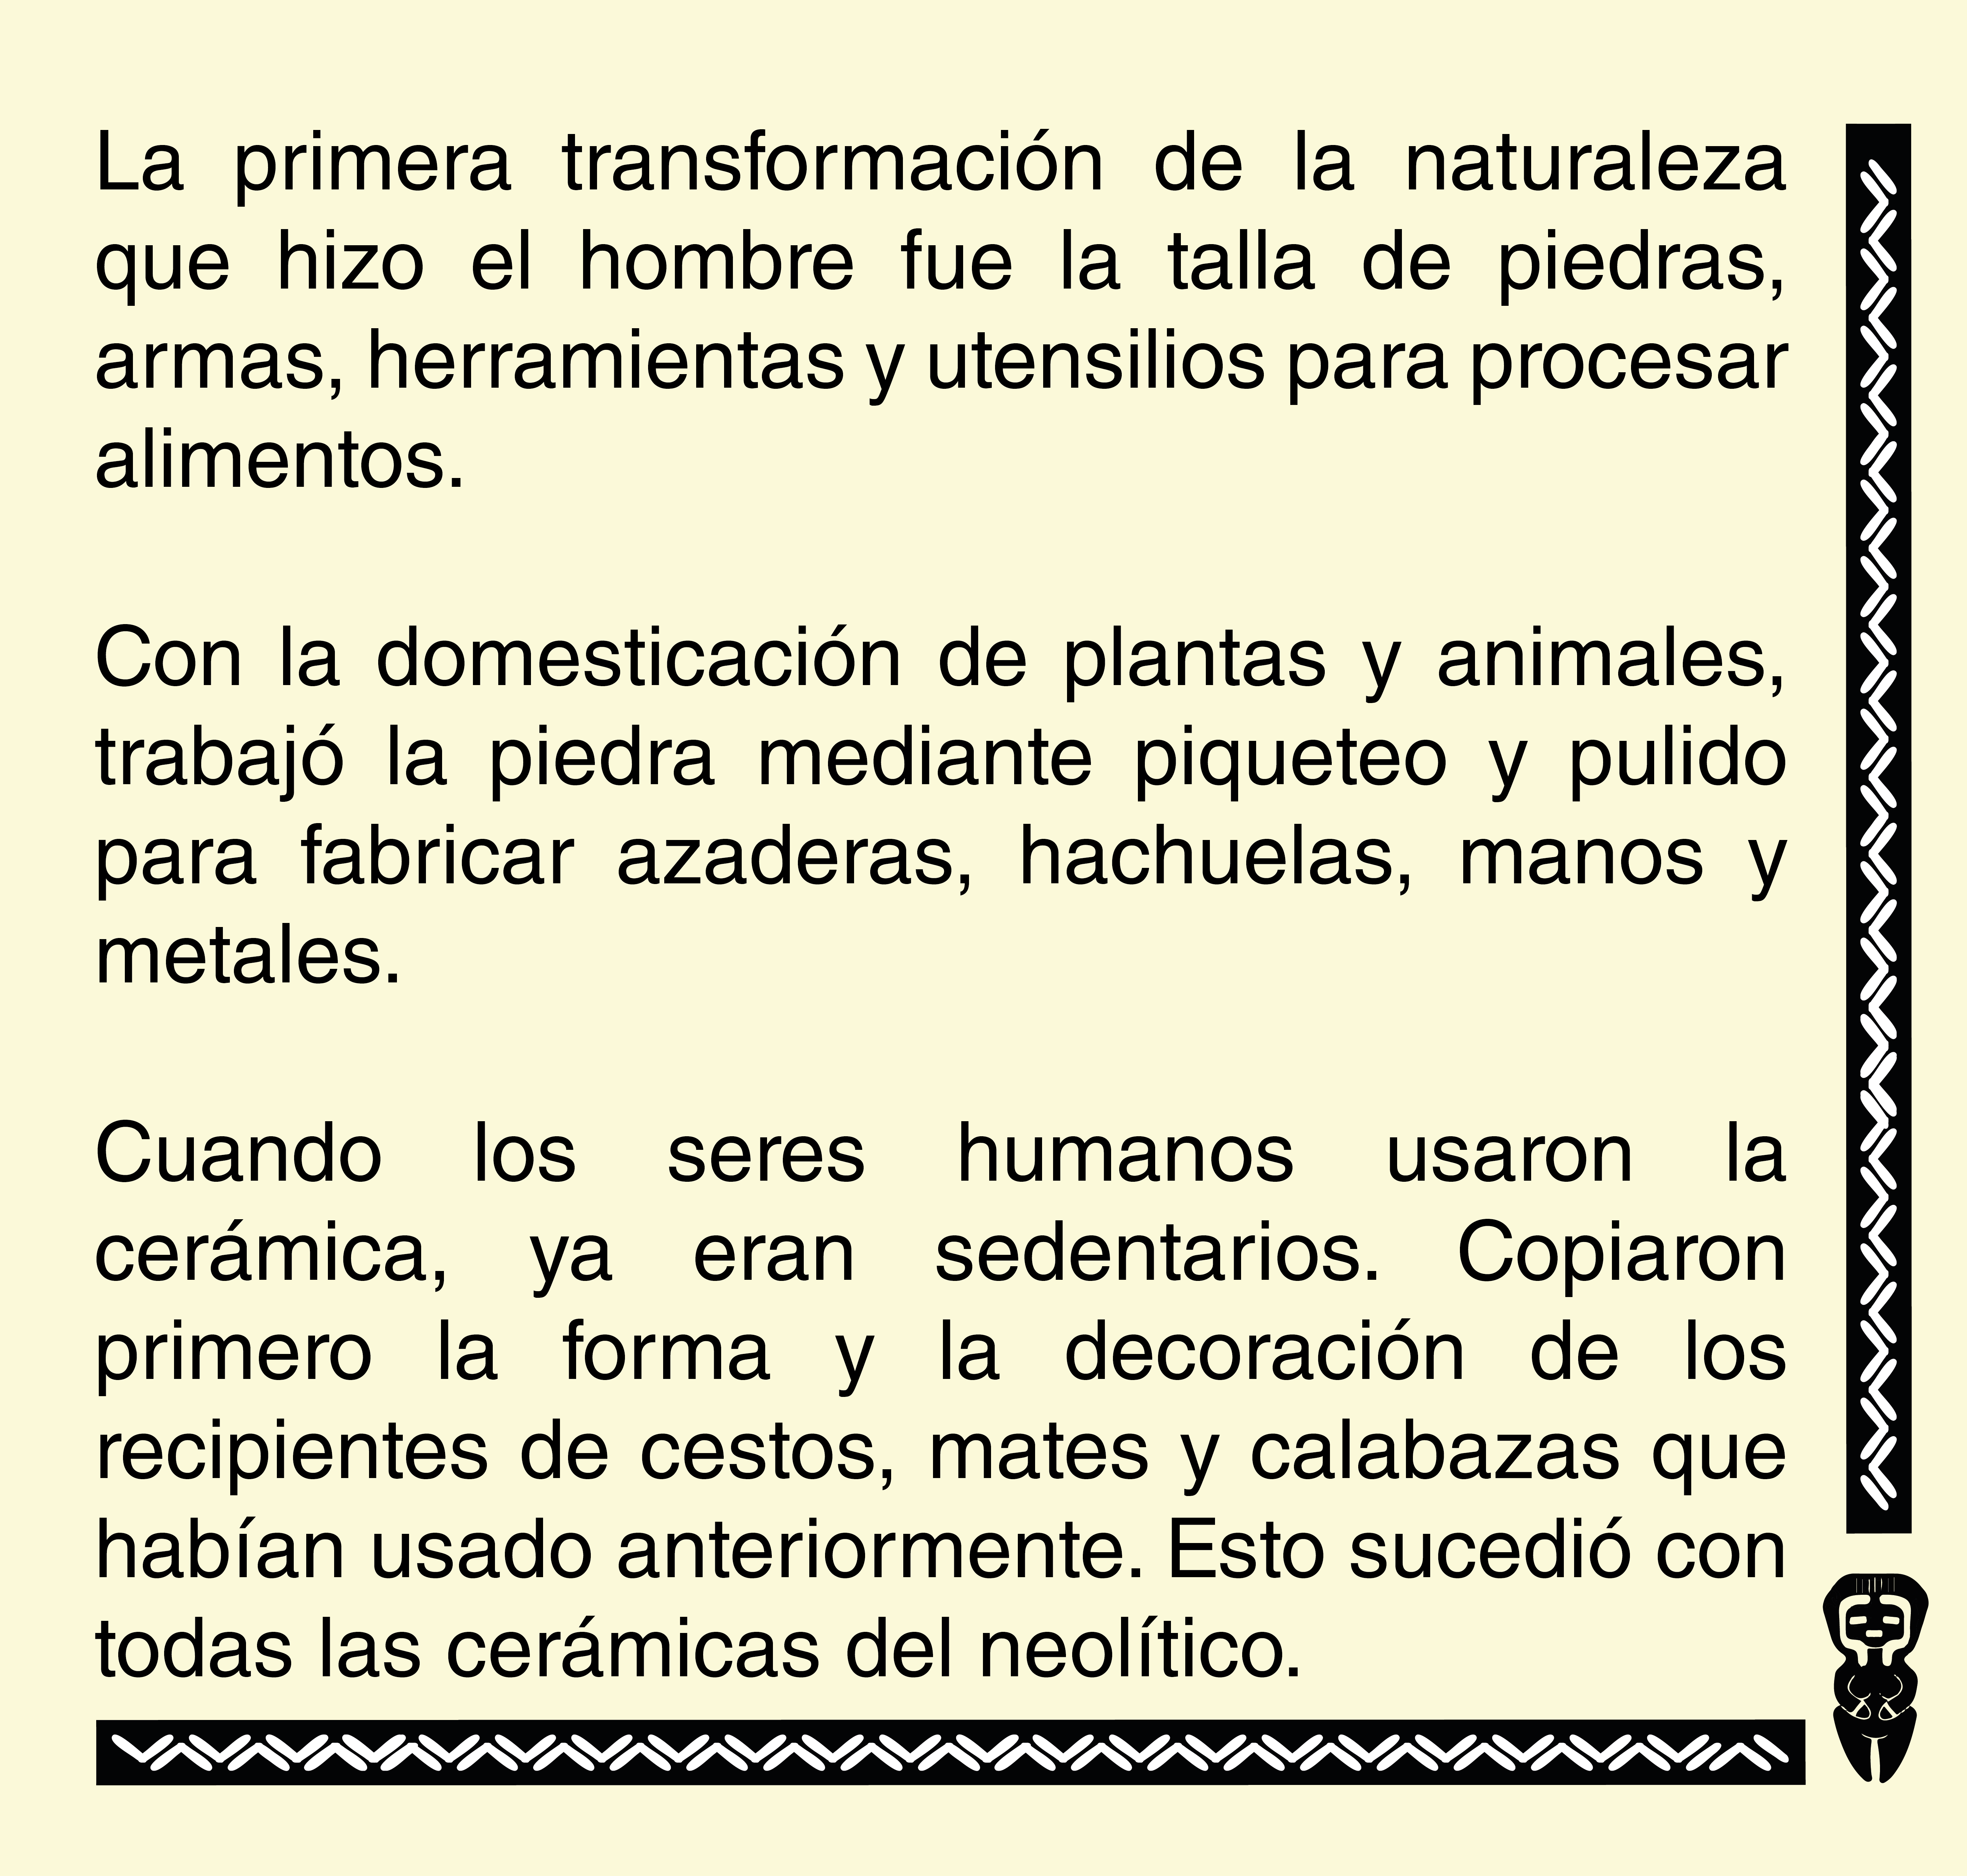 La primera transformación de la naturaleza
que hizo el hombre fue la talla de piedras,
armas, herramientas y utensilios para procesar
alimentos.
Con la domesticación de plantas y animales,
trabajó la piedra mediante piqueteo y pulido
para fabricar azaderas, hachuelas, manos y
metales.
Cuando los seres humanos usaron la
cerámica, ya eran sedentarios. Copiaron
primero la forma y la decoración de los
recipientes de cestos, mates y calabazas que
habían usado anteriormente. Esto sucedió con
todas las cerámicas del neolítico.